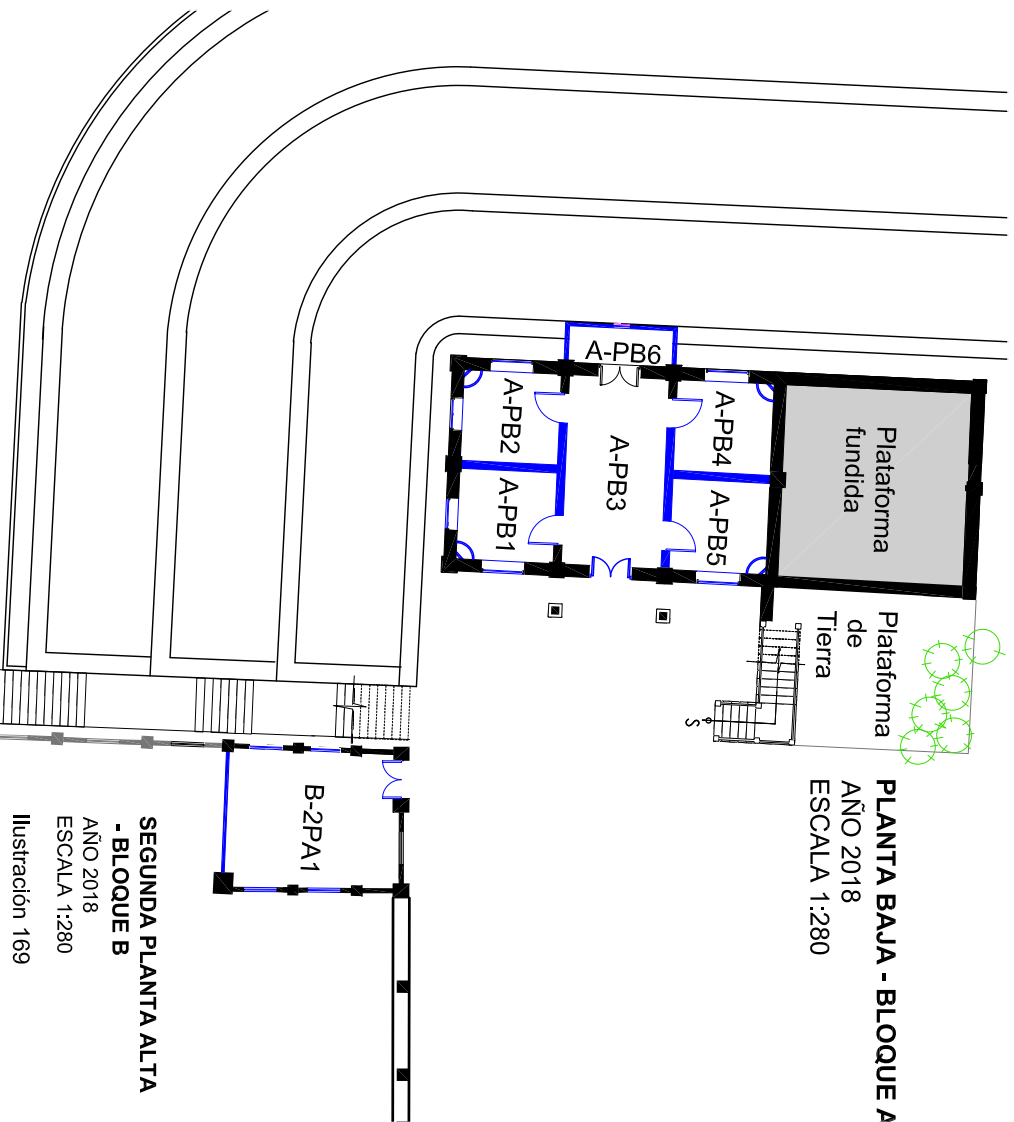 A-PB6
A-PB2
A-PB4
A-PB3
A-PB1
A-PB5
Plataforma
fundida
Plataforma
de
Tierra
S
PLANTA BAJA - BLOQUE A
AÑO 2018
ESCALA 1:280
B-2PA1
SEGUNDA PLANTA ALTA
- BLOQUE B
AÑO 2018
ESCALA 1:280
Ilustración 169